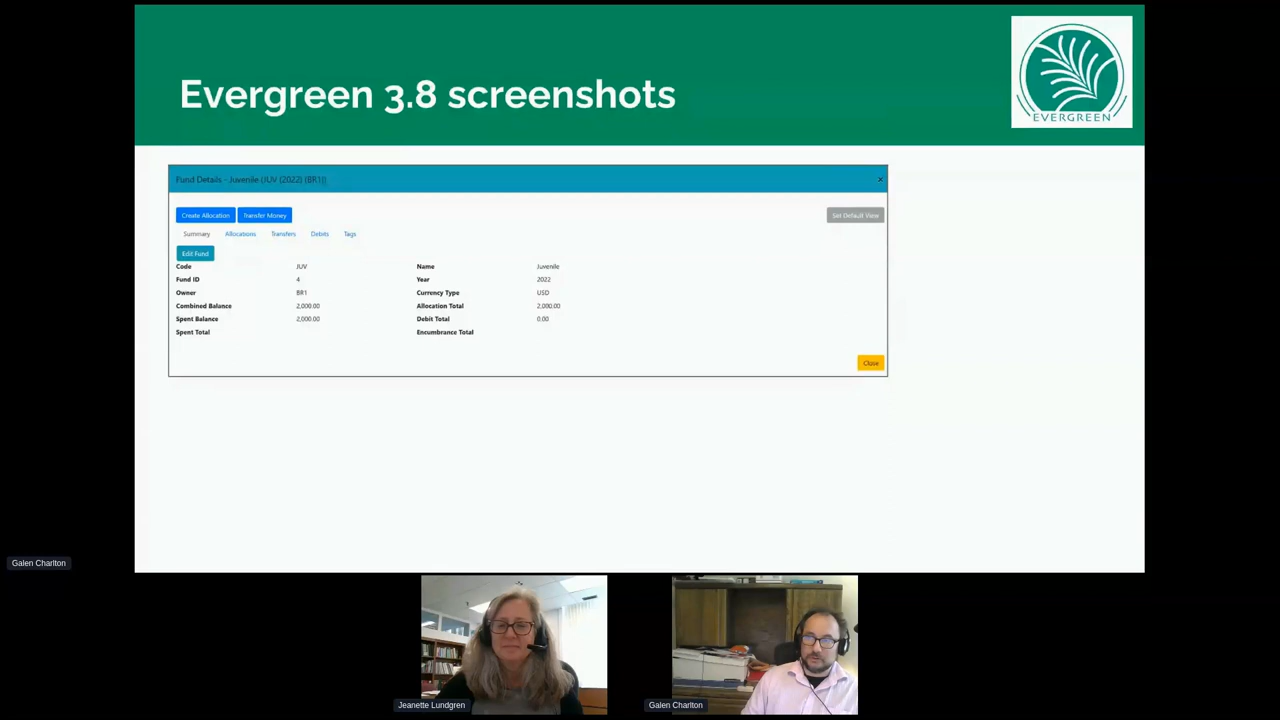 Evergreen 3.8 screenshots
EVERGREEN
Fund Details - Juvenile (JUV (2022) (BR1))
×
Create Allocation Transfer Money Set Default View
Summary Allocations Transfers Debits Tags
Edit Fund
Code JUV Name Juvenile
Fund ID 4 Year 2022
Owner BR1 Currency Type USD
Combined Balance 2,000.00 Allocation Total 2,000.00
Spent Balance 2,000.00 Debit Total 0.00
Spent Total Encumbrance Total
Close
Galen Charlton
Jeanette Lundgren Galen Charlton